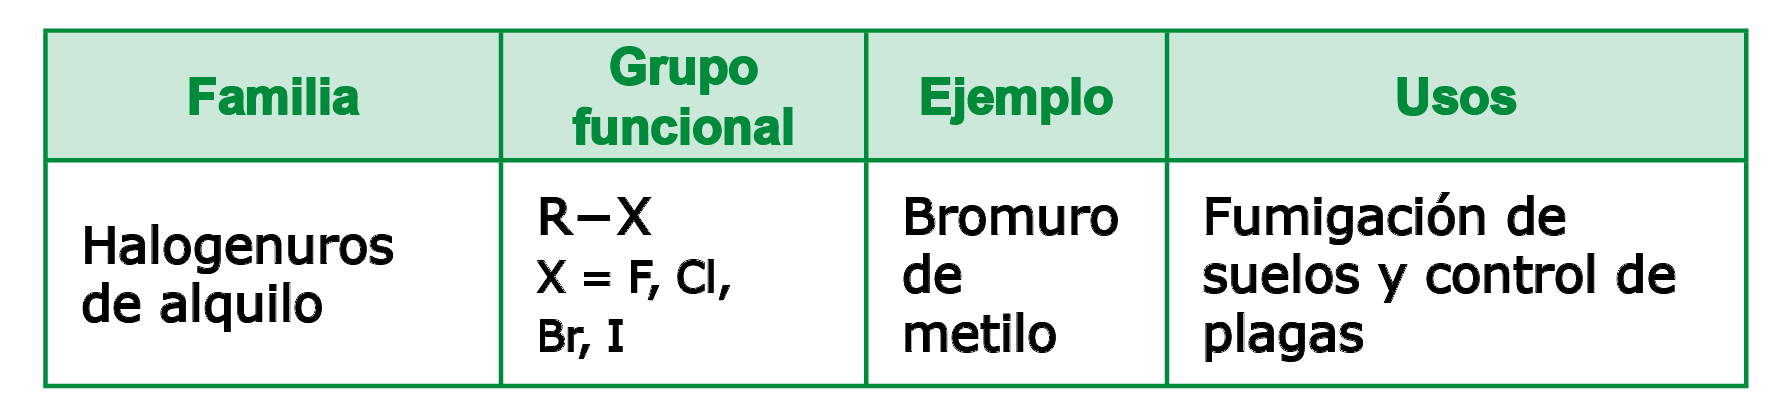 Familia
Grupo
funcional
Ejemplo
Usos
Halogenuros
de alquilo
R−X
X = F, Cl,
Br, I
Bromuro
de
metilo
Fumigación de
suelos y control de
plagas